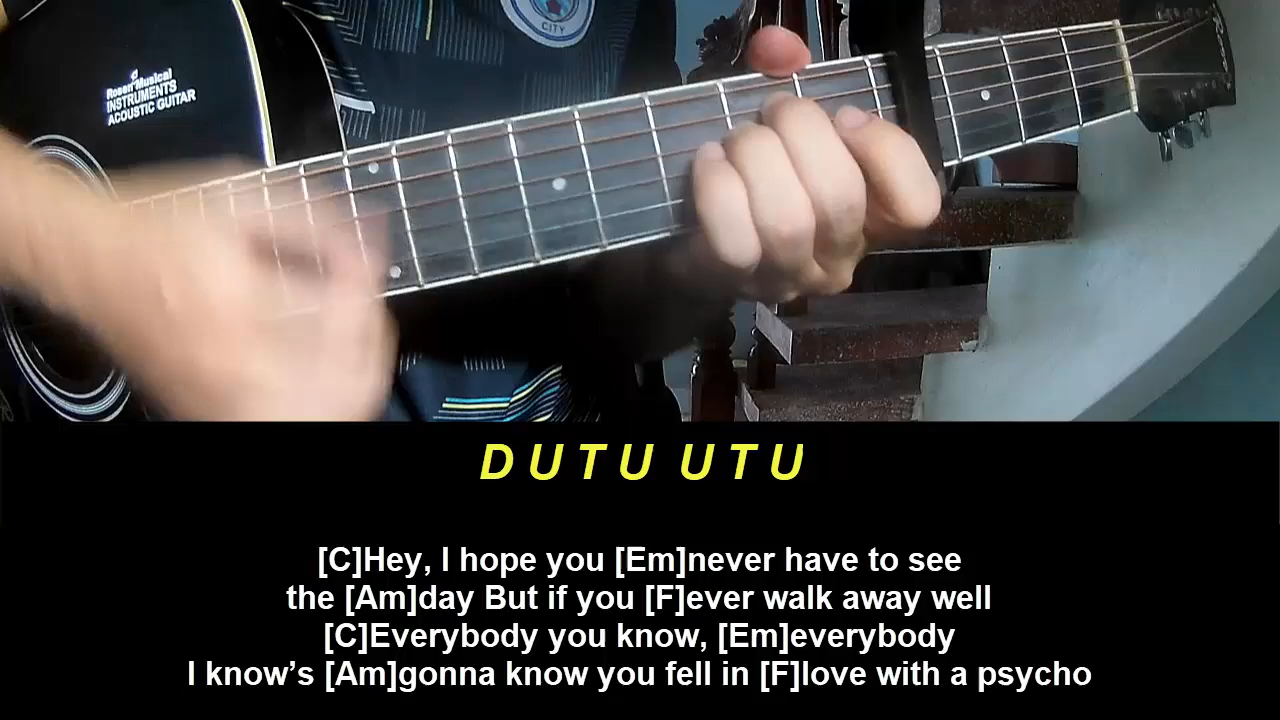 CITY
Rosen Musical
INSTRUMENTS
ACOUSTIC GUITAR
D U T U U T U
[C]Hey, I hope you [Em]never have to see
the [Am]day But if you [F]ever walk away well
[C]Everybody you know, [Em]everybody
I know’s [Am]gonna know you fell in [F]love with a psycho